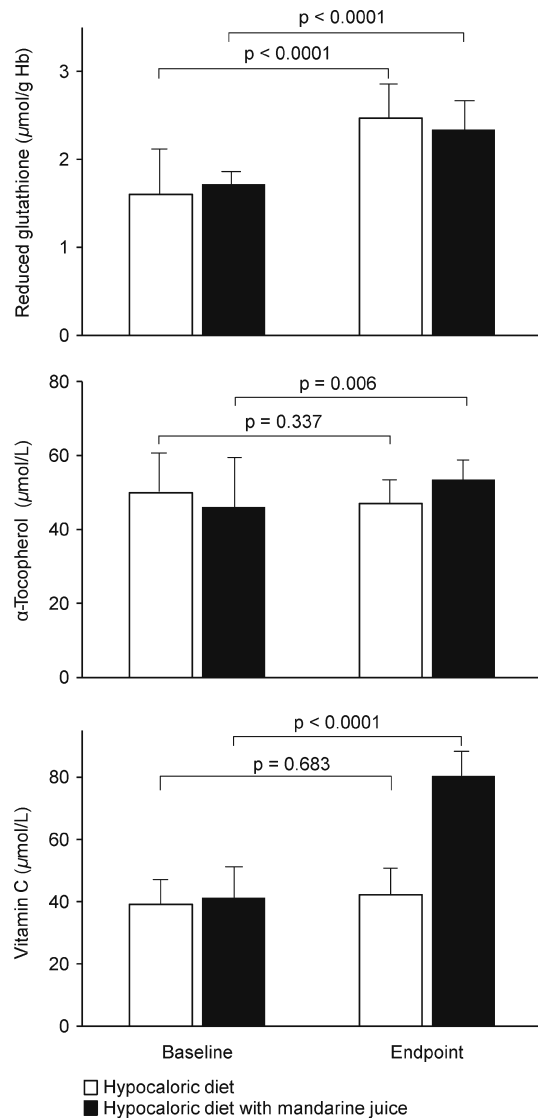 p < 0.0001
p < 0.0001
Reduced glutathione (µmol/g Hb)
3
2
1
0
p = 0.006
p = 0.337
α-Tocopherol (µmol/L)
80
60
40
20
0
p < 0.0001
p = 0.683
Vitamin C (µmol/L)
80
60
40
20
0
Baseline Endpoint
Hypocaloric diet
Hypocaloric diet with mandarine juice